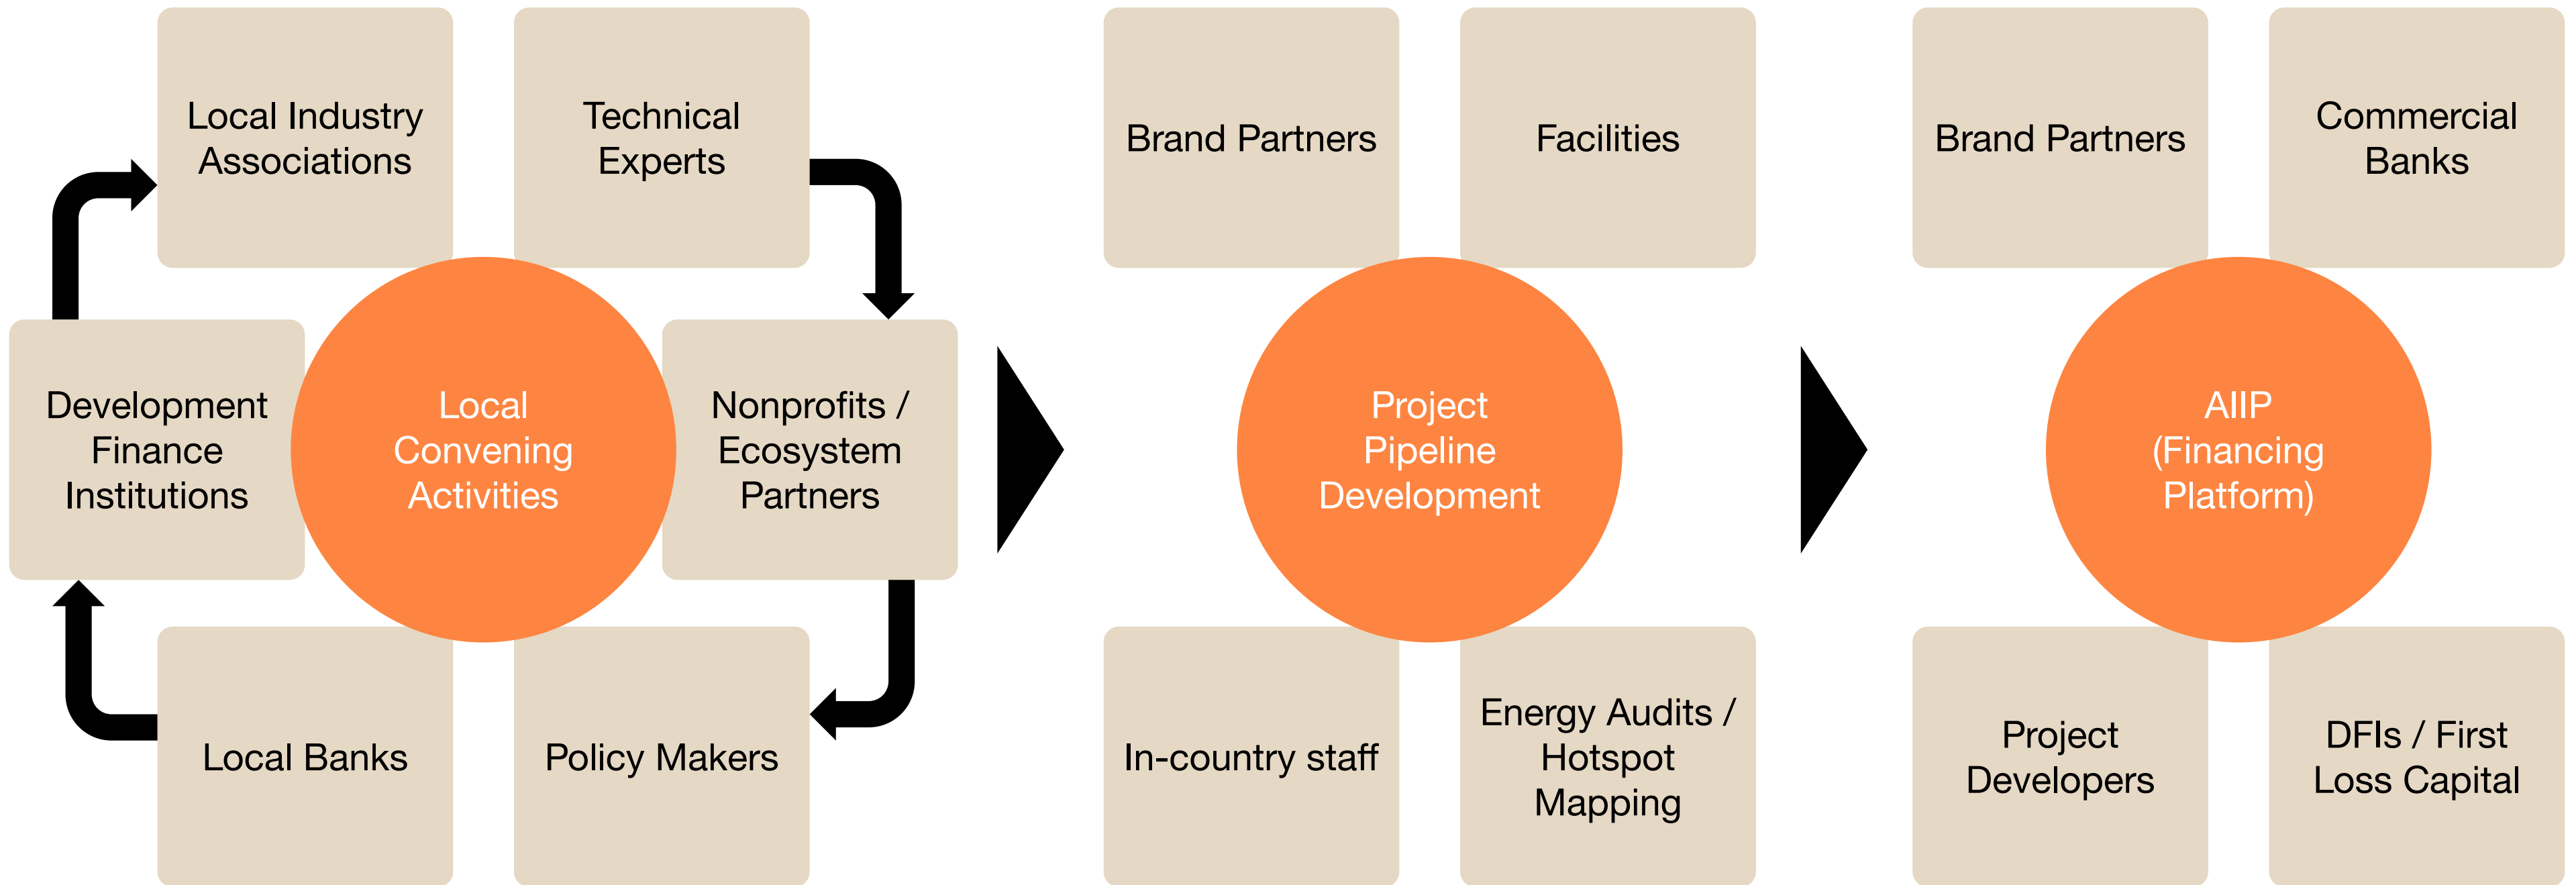 Local Industry
Associations
Technical
Experts
Development
Finance
Institutions
Local
Convening
Activities
Nonprofits /
Ecosystem
Partners
Local Banks
Policy Makers
Brand Partners
Facilities
Project
Pipeline
Development
In-country staff
Energy Audits /
Hotspot
Mapping
Brand Partners
Commercial
Banks
AIIP
(Financing
Platform)
Project
Developers
DFIs / First
Loss Capital